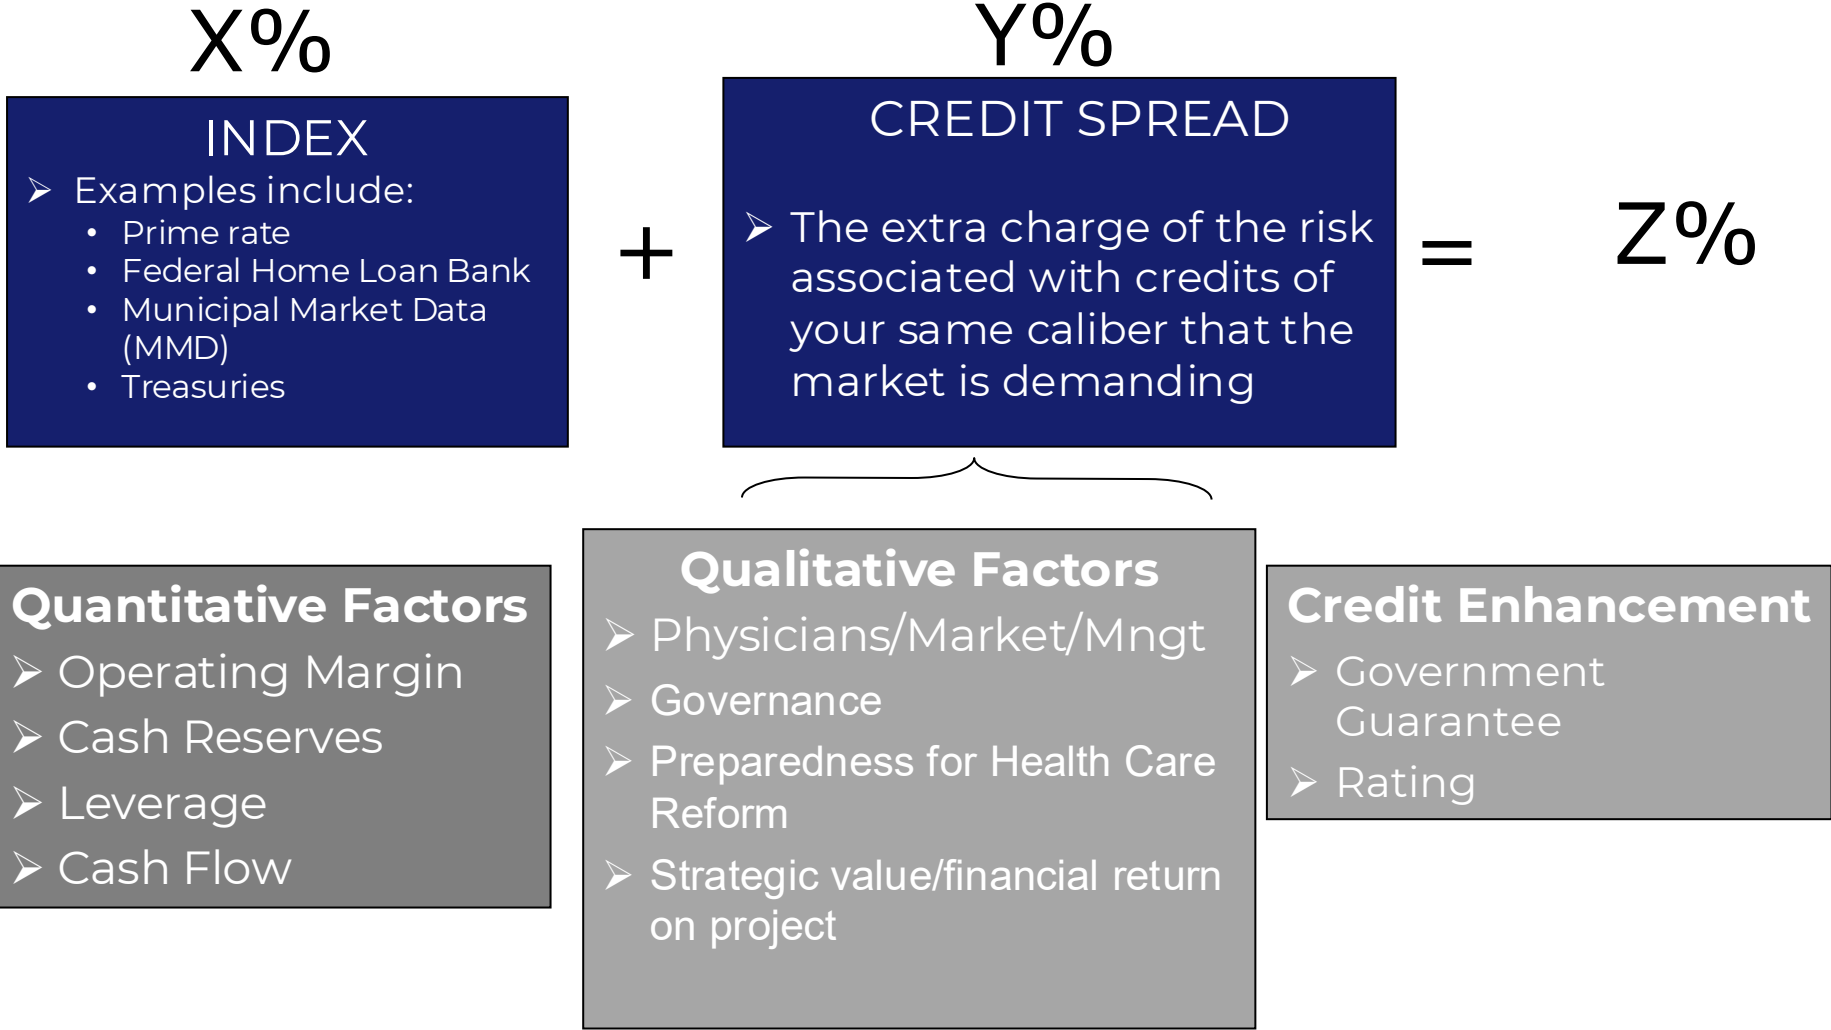 X%
INDEX
➢ Examples include:
• Prime rate
• Federal Home Loan Bank
• Municipal Market Data
(MMD)
• Treasuries
+
Y%
CREDIT SPREAD
➢ The extra charge of the risk
associated with credits of
your same caliber that the
market is demanding
=
Z%
Quantitative Factors
➢ Operating Margin
➢ Cash Reserves
➢ Leverage
➢ Cash Flow
Qualitative Factors
➢ Physicians/Market/Mngt
➢ Governance
➢ Preparedness for Health Care
Reform
➢ Strategic value/financial return
on project
Credit Enhancement
➢ Government
Guarantee
➢ Rating